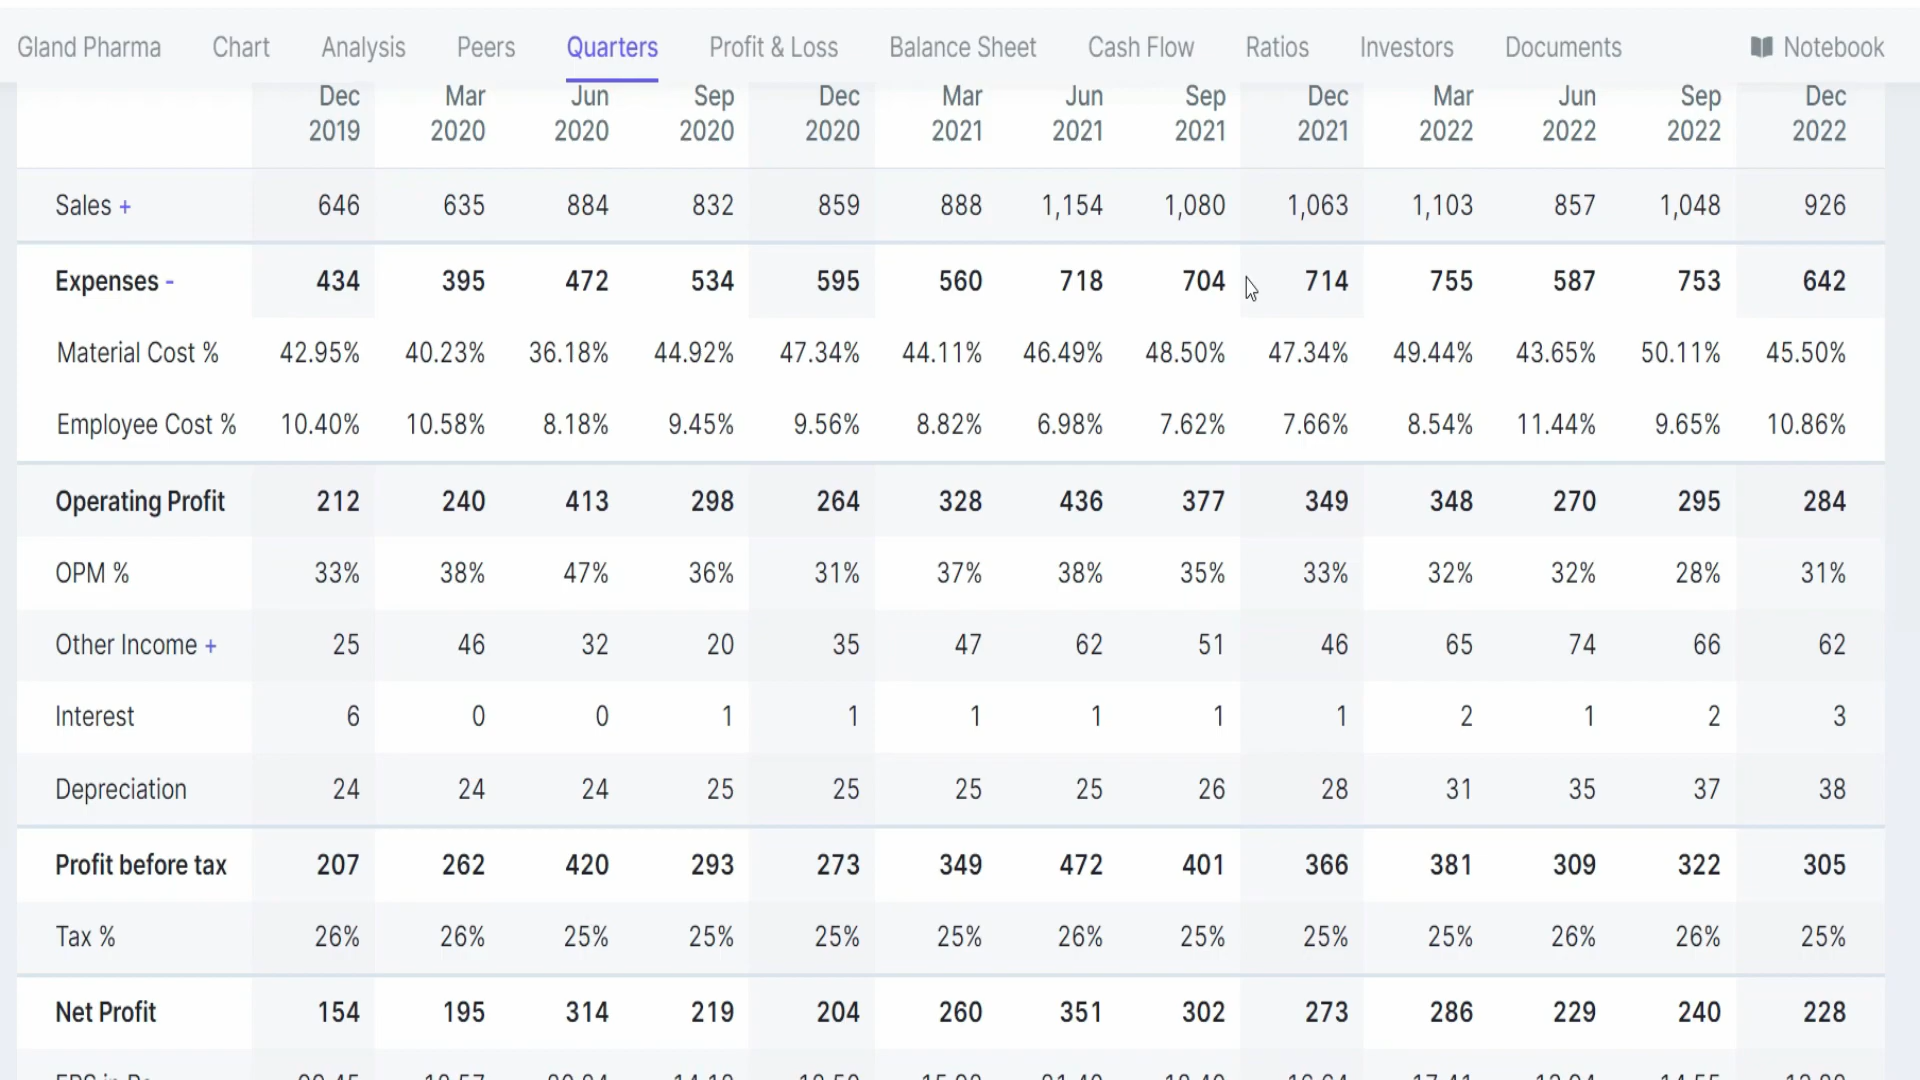 Gland Pharma Chart Analysis Peers Quarters Profit & Loss Balance Sheet Cash Flow Ratios Investors Documents Notebook
Dec Mar Jun Sep Dec Mar Jun Sep Dec Mar Jun Sep Dec
2019 2020 2020 2020 2020 2021 2021 2021 2021 2022 2022 2022 2022
Sales + 646 635 884 832 859 888 1,154 1,080 1,063 1,103 857 1,048 926
Expenses - 434 395 472 534 595 560 718 704 714 755 587 753 642
Material Cost % 42.95% 40.23% 36.18% 44.92% 47.34% 44.11% 46.49% 48.50% 47.34% 49.44% 43.65% 50.11% 45.50%
Employee Cost % 10.40% 10.58% 8.18% 9.45% 9.56% 8.82% 6.98% 7.62% 7.66% 8.54% 11.44% 9.65% 10.86%
Operating Profit 212 240 413 298 264 328 436 377 349 348 270 295 284
OPM % 33% 38% 47% 36% 31% 37% 38% 35% 33% 32% 32% 28% 31%
Other Income + 25 46 32 20 35 47 62 51 46 65 74 66 62
Interest 6 0 0 1 1 1 1 1 1 2 1 2 3
Depreciation 24 24 24 25 25 25 25 26 28 31 35 37 38
Profit before tax 207 262 420 293 273 349 472 401 366 381 309 322 305
Tax % 26% 26% 25% 25% 25% 25% 26% 25% 25% 25% 26% 26% 25%
Net Profit 154 195 314 219 204 260 351 302 273 286 229 240 228